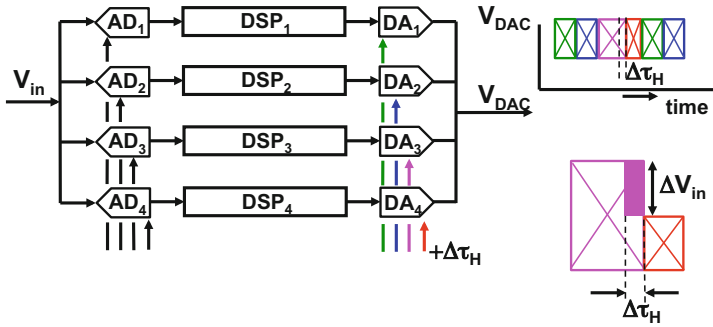 AD₁ DSP₁ DA₁
V_in
AD₂ DSP₂ DA₂
AD₃ DSP₃ DA₃
AD₄ DSP₄ DA₄
+Δτ_H
V_DAC
V_DAC
Δτ_H
time
ΔV_in
Δτ_H